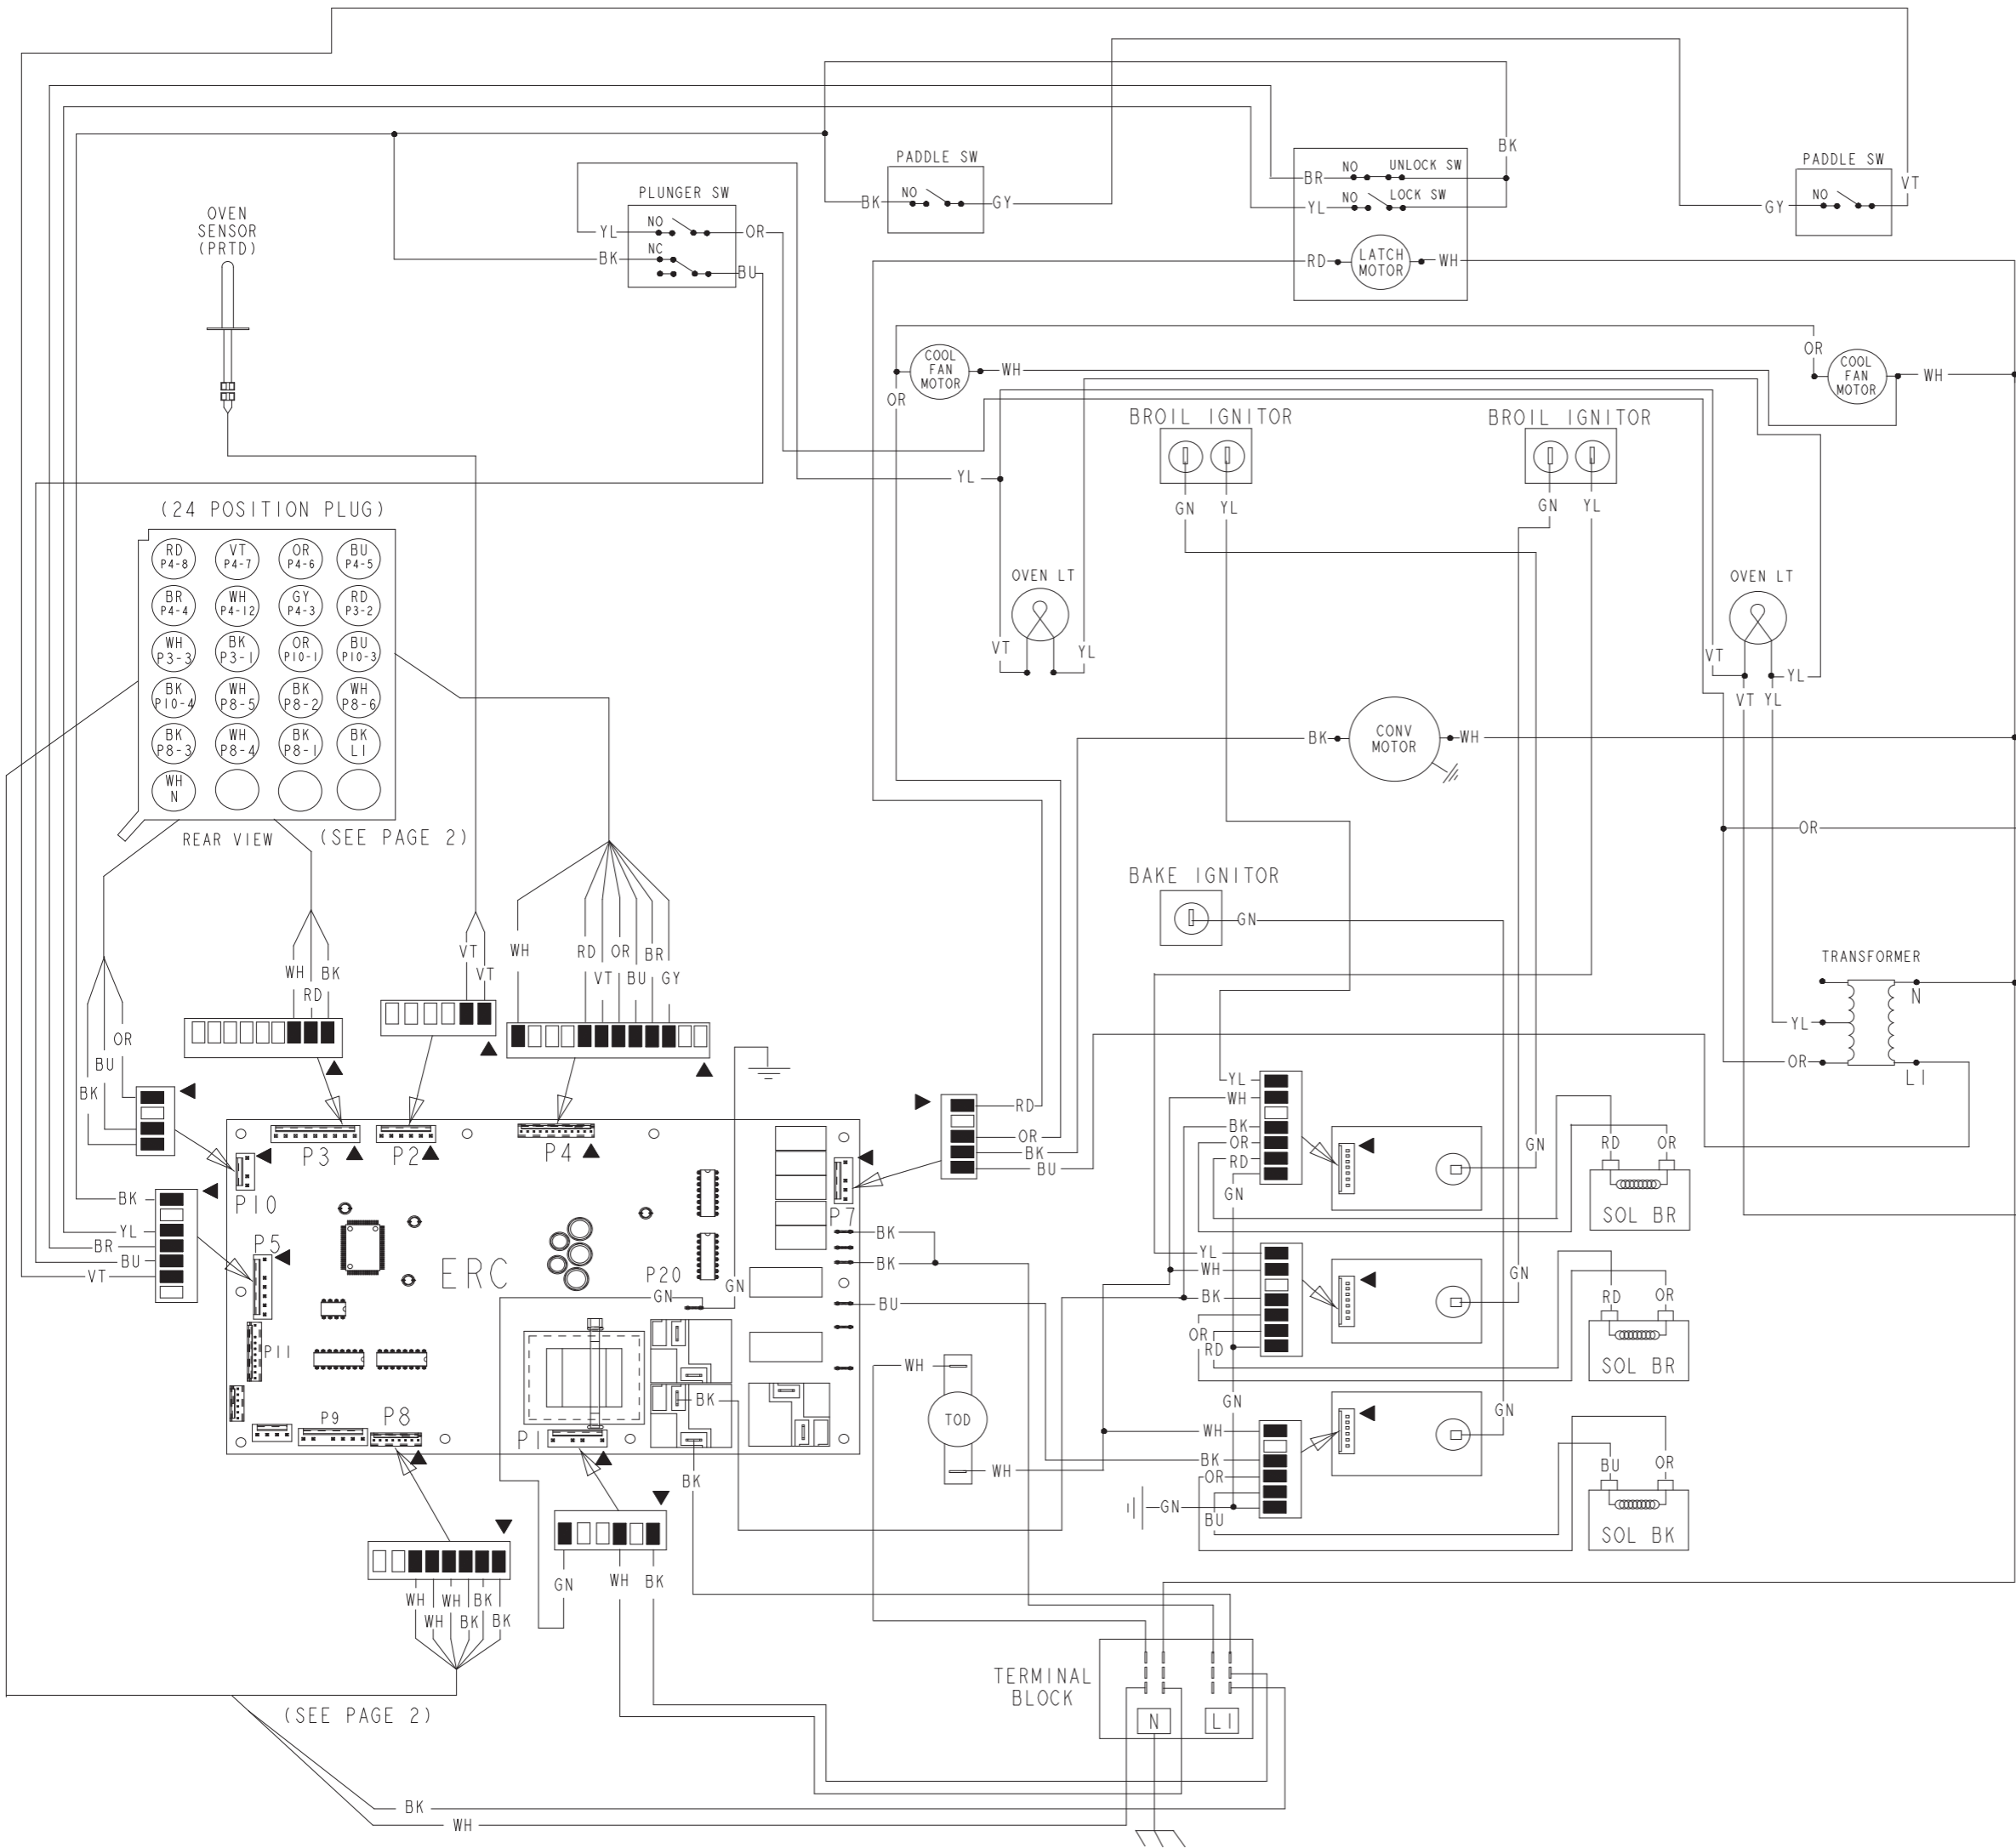 BK
PADDLE SW
NO
BK
GY
NO
UNLOCK SW
BR
NO
LOCK SW
YL
RD
LATCH
MOTOR
WH
PADDLE SW
NO
GY
VT
PLUNGER SW
NO
YL
OR
NC
BK
BU
OVEN
SENSOR
(PRTD)
COOL
FAN
MOTOR
WH
OR
OR
COOL
FAN
MOTOR
WH
BROIL IGNITOR
GN
YL
BROIL IGNITOR
GN
YL
YL
(24 POSITION PLUG)
RD
P4-8
VT
P4-7
OR
P4-6
BU
P4-5
BR
P4-4
WH
P4-12
GY
P4-3
RD
P3-2
WH
P3-3
BK
P3-1
OR
P10-1
BU
P10-3
BK
P10-4
WH
P8-5
BK
P8-2
WH
P8-6
BK
P8-3
WH
P8-4
BK
P8-1
BK
L1
WH
N
REAR VIEW
(SEE PAGE 2)
OVEN LT
VT
YL
OVEN LT
VT
YL
VT
YL
BK
CONV
MOTOR
WH
OR
BAKE IGNITOR
GN
TRANSFORMER
N
YL
OR
L1
WH
RD
BK
VT
VT
WH
RD
VT
OR
BU
BR
GY
OR
BU
BK
RD
OR
BK
BU
P3
P2
P4
P10
P7
P5
ERC
P20
GN
GN
P11
P9
P8
P1
BK
YL
BR
BU
VT
BK
BK
BU
BK
BK
WH
TOD
WH
YL
WH
BK
OR
RD
GN
GN
RD
OR
SOL BR
YL
WH
BK
OR
RD
GN
GN
RD
OR
SOL BR
WH
BK
OR
GN
BU
GN
BU
OR
SOL BK
WH
WH
WH
BK
BK
BK
GN
WH
BK
(SEE PAGE 2)
TERMINAL
BLOCK
N
L1
BK
WH